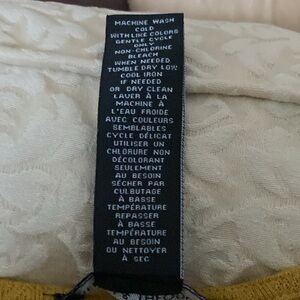 MACHINE WASH
COLD
WITH LIKE COLORS
GENTLE CYCLE
ONLY
NON-CHLORINE
BLEACH
WHEN NEEDED
TUMBLE DRY LOW
COOL IRON
IF NEEDED
OR DRY CLEAN
LAVER À LA
MACHINE À
L'EAU FROIDE
AVEC COULEURS
SEMBLABLES
CYCLE DÉLICAT
UTILISER UN
CHLORURE NON
DÉCOLORANT
SEULEMENT
AU BESOIN
SÉCHER PAR
CULBUTAGE
À BASSE
TEMPÉRATURE
REPASSER
À BASSE
TEMPÉRATURE
AU BESOIN
OU NETTOYER
À SEC